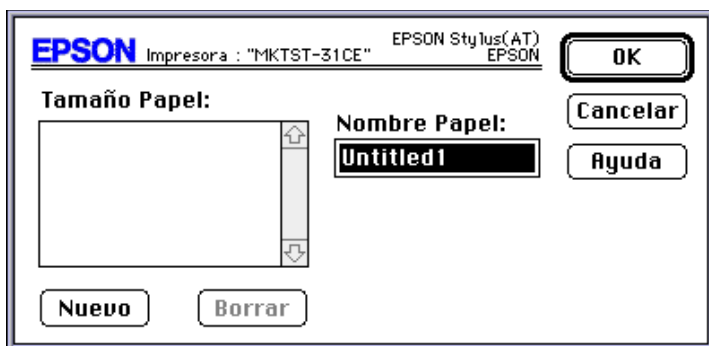 EPSON Impresora : "MKTST-31CE" EPSON Stylus(AT)
EPSON
OK
Tamaño Papel:
Cancelar
Nombre Papel:
Untitled1
Ayuda
Nuevo Borrar